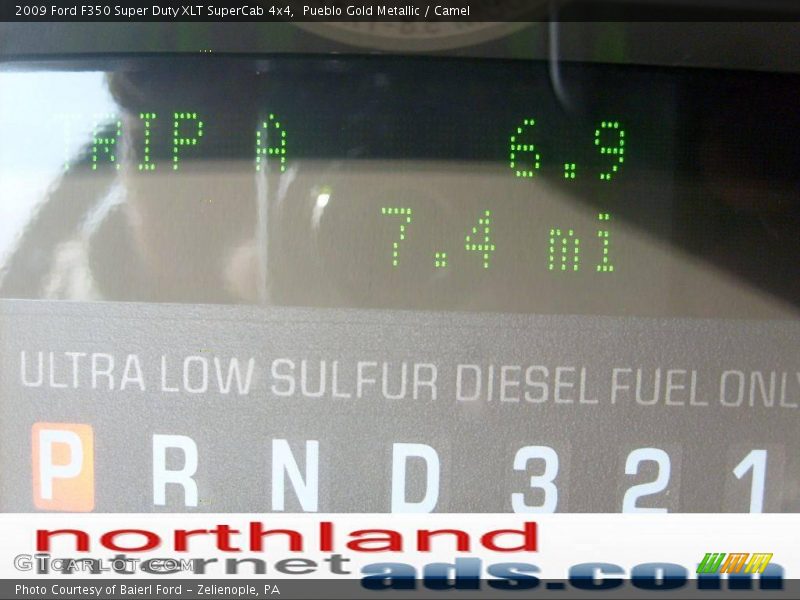 2009 Ford F350 Super Duty XLT SuperCab 4x4, Pueblo Gold Metallic / Camel
TRIP A 6.9
7.4 mi
ULTRA LOW SULFUR DIESEL FUEL ONLY
P R N D 3 2 1
northland
internet
ads.com
GTCARLOT.COM
Photo Courtesy of Baierl Ford - Zelienople, PA